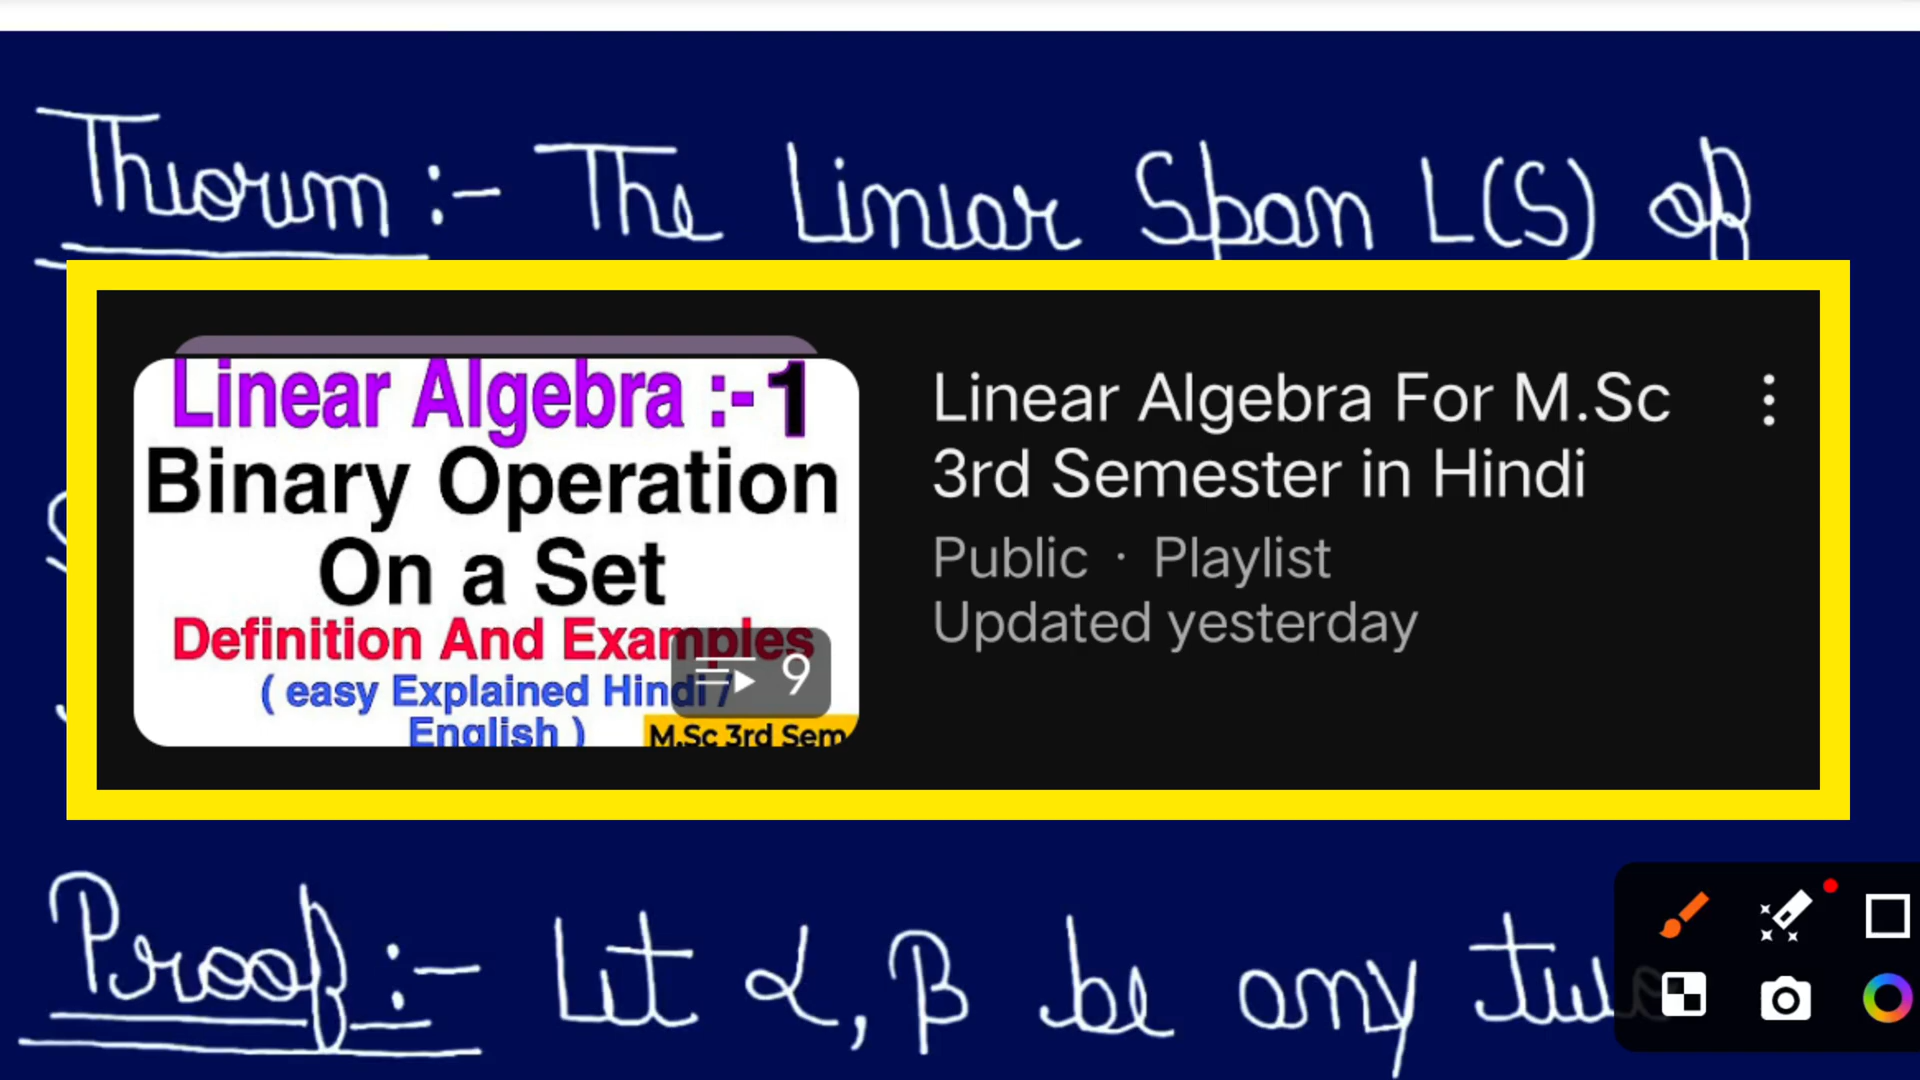 Theorem :- The Linear Span L(S) of
Linear Algebra :-1
Binary Operation
On a Set
Definition And Examples
( easy Explained Hindi /
English )
M.Sc 3rd Sem
9
Linear Algebra For M.Sc
3rd Semester in Hindi
Public · Playlist
Updated yesterday
Proof :- Let α, β be any two